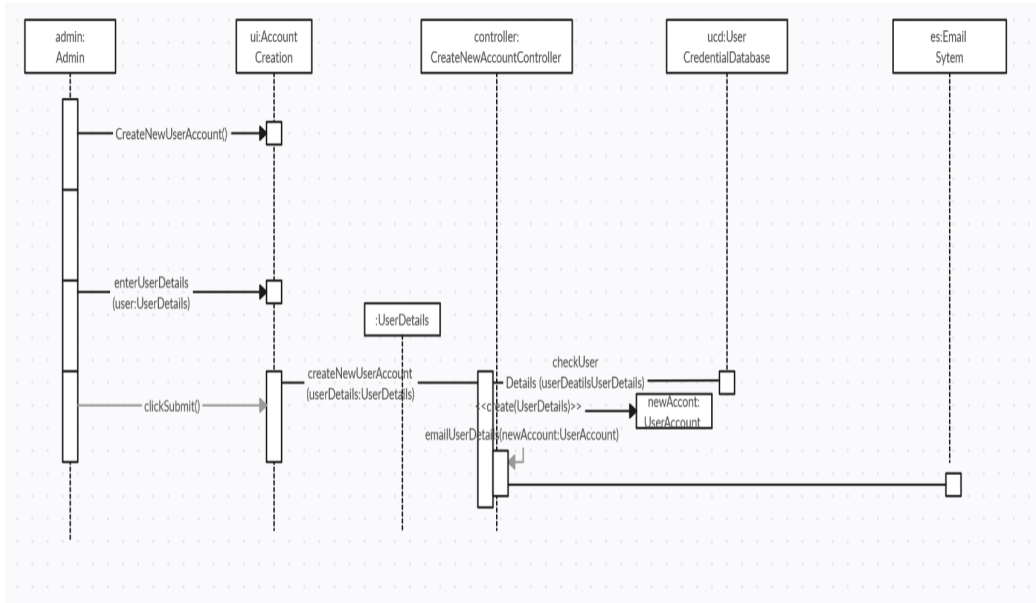 admin:
Admin
ui:Account
Creation
controller:
CreateNewAccountController
ucd:User
CredentialDatabase
es:Email
Sytem
CreateNewUserAccount()
enterUserDetails
(user:UserDetails)
:UserDetails
createNewUserAccount
(userDetails:UserDetails)
clickSubmit()
checkUser
Details (userDeatilsUserDetails)
<<create(UserDetails)>>
newAccont:
UserAccount
emailUserDetails(newAccount:UserAccount)